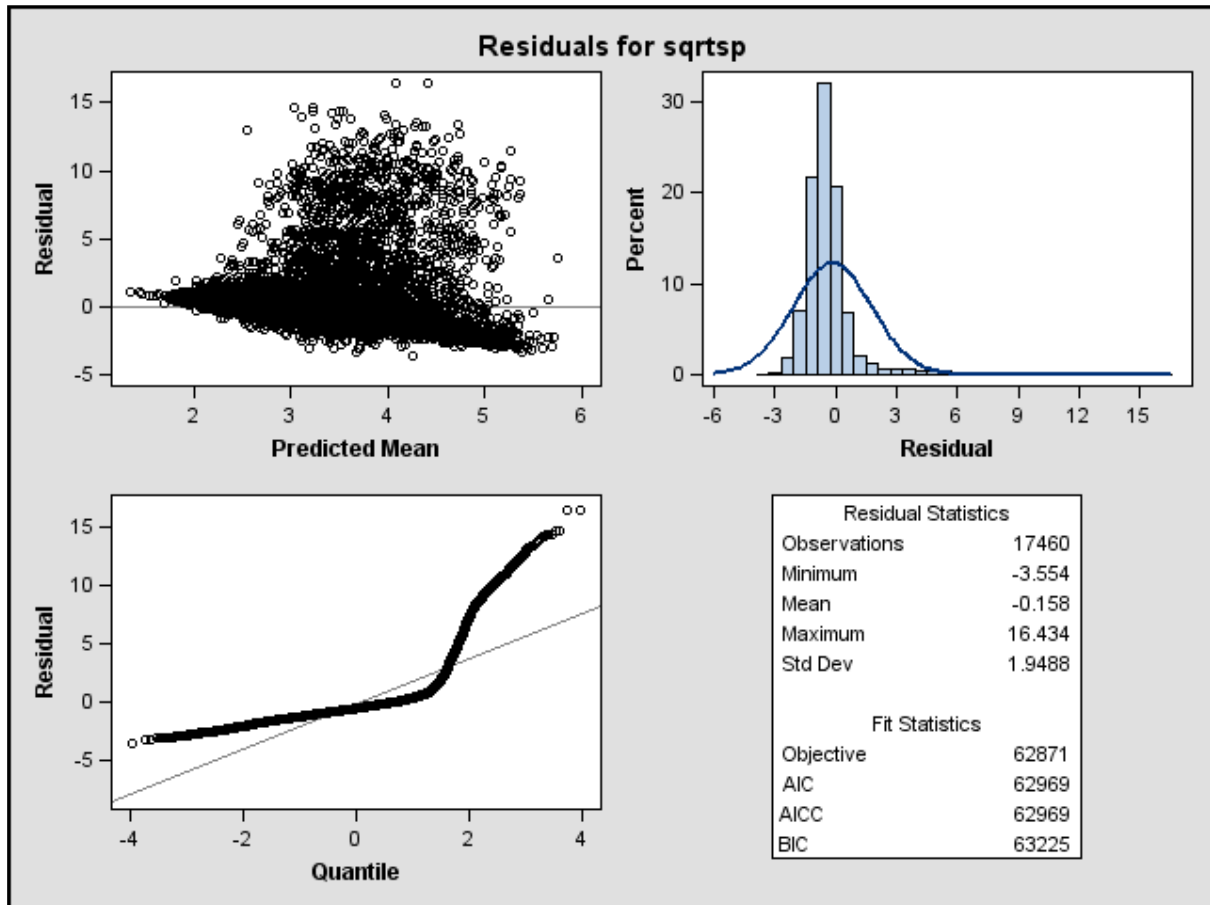 Residuals for sqrtsp
15
10
5
0
-5
Residual
2 3 4 5 6
Predicted Mean
30
20
10
0
Percent
-6 -3 0 3 6 9 12 15
Residual
15
10
5
0
-5
Residual
-4 -2 0 2 4
Quantile
Residual Statistics
Observations 17460
Minimum -3.554
Mean -0.158
Maximum 16.434
Std Dev 1.9488
Fit Statistics
Objective 62871
AIC 62969
AICC 62969
BIC 63225